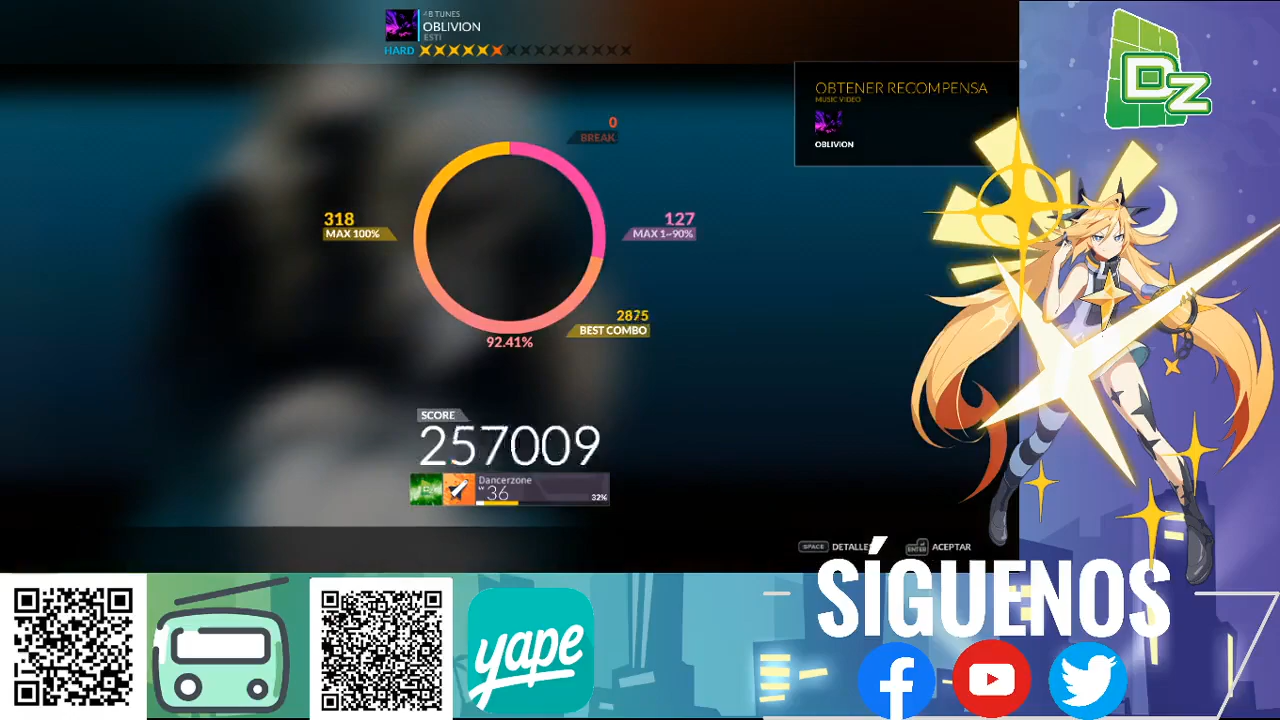 4B TUNES
OBLIVION
ESTI
HARD
OBTENER RECOMPENSA
MUSIC VIDEO
OBLIVION
0
BREAK
318
MAX 100%
127
MAX 1~90%
2875
BEST COMBO
92.41%
SCORE
257009
Dancerzone
LV 36
32%
SPACE DETALLE
ENTER ACEPTAR
DZ
yape
SÍGUENOS